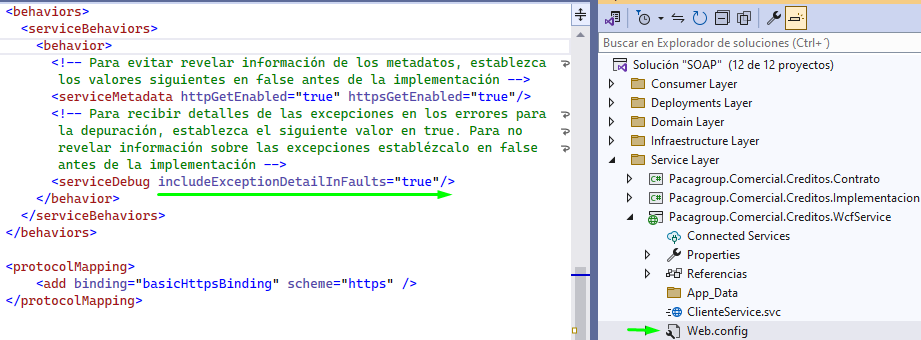 <behaviors>
<serviceBehaviors>
<behavior>
<!-- Para evitar revelar información de los metadatos, establezca
los valores siguientes en false antes de la implementación -->
<serviceMetadata httpGetEnabled="true" httpsGetEnabled="true"/>
<!-- Para recibir detalles de las excepciones en los errores para
la depuración, establezca el siguiente valor en true. Para no
revelar información sobre las excepciones establézcalo en false
antes de la implementación -->
<serviceDebug includeExceptionDetailInFaults="true"/>
</behavior>
</serviceBehaviors>
</behaviors>
<protocolMapping>
<add binding="basicHttpsBinding" scheme="https" />
</protocolMapping>
Buscar en Explorador de soluciones (Ctrl+´)
Solución "SOAP" (12 de 12 proyectos)
Consumer Layer
Deployments Layer
Domain Layer
Infrastructure Layer
Service Layer
C# Pacagroup.Comercial.Creditos.Contrato
C# Pacagroup.Comercial.Creditos.Implementacion
Pacagroup.Comercial.Creditos.WcfService
Connected Services
Properties
Referencias
App_Data
ClienteService.svc
Web.config